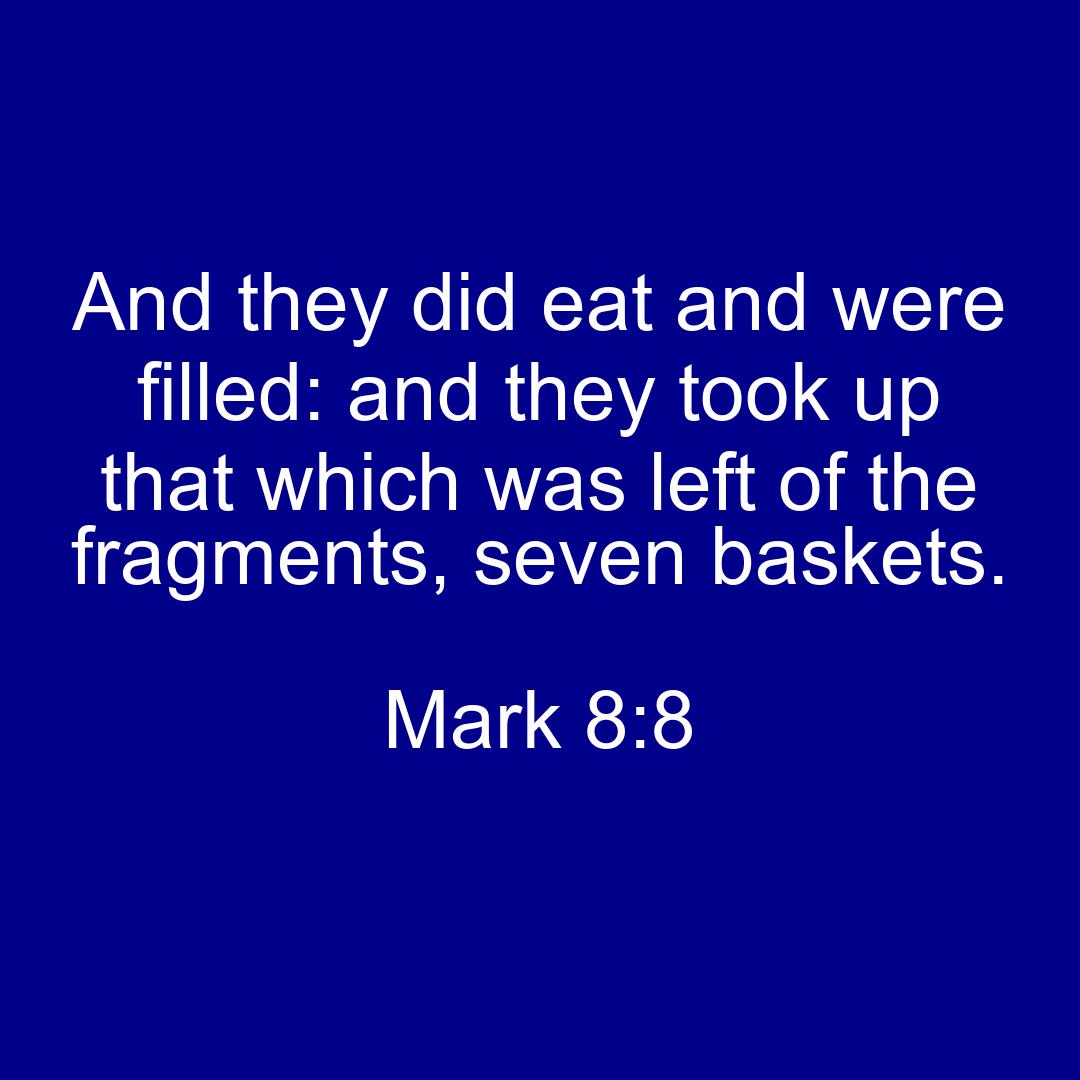 And they did eat and were
filled: and they took up
that which was left of the
fragments, seven baskets.
Mark 8:8